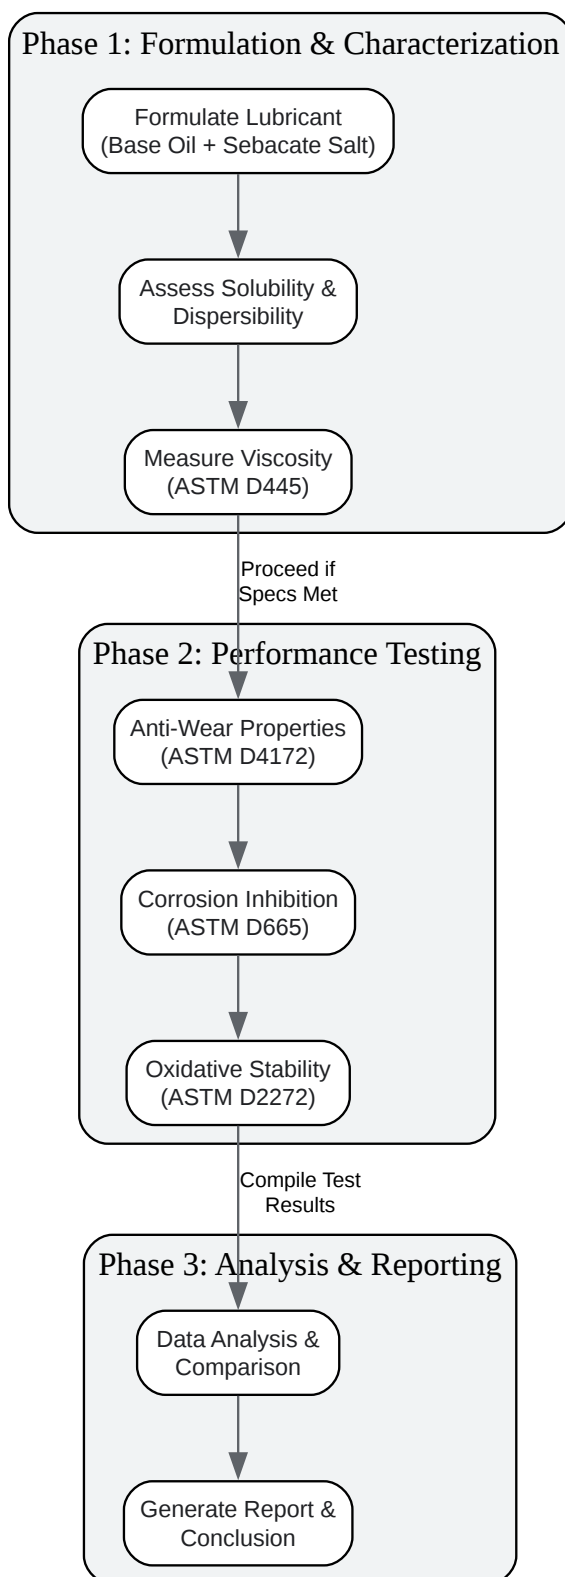 Phase 1: Formulation & Characterization
Formulate Lubricant
(Base Oil + Sebacate Salt)
Assess Solubility &
Dispersibility
Measure Viscosity
(ASTM D445)
Proceed if
Specs Met
Phase 2: Performance Testing
Anti-Wear Properties
(ASTM D4172)
Corrosion Inhibition
(ASTM D665)
Oxidative Stability
(ASTM D2272)
Compile Test
Results
Phase 3: Analysis & Reporting
Data Analysis &
Comparison
Generate Report &
Conclusion